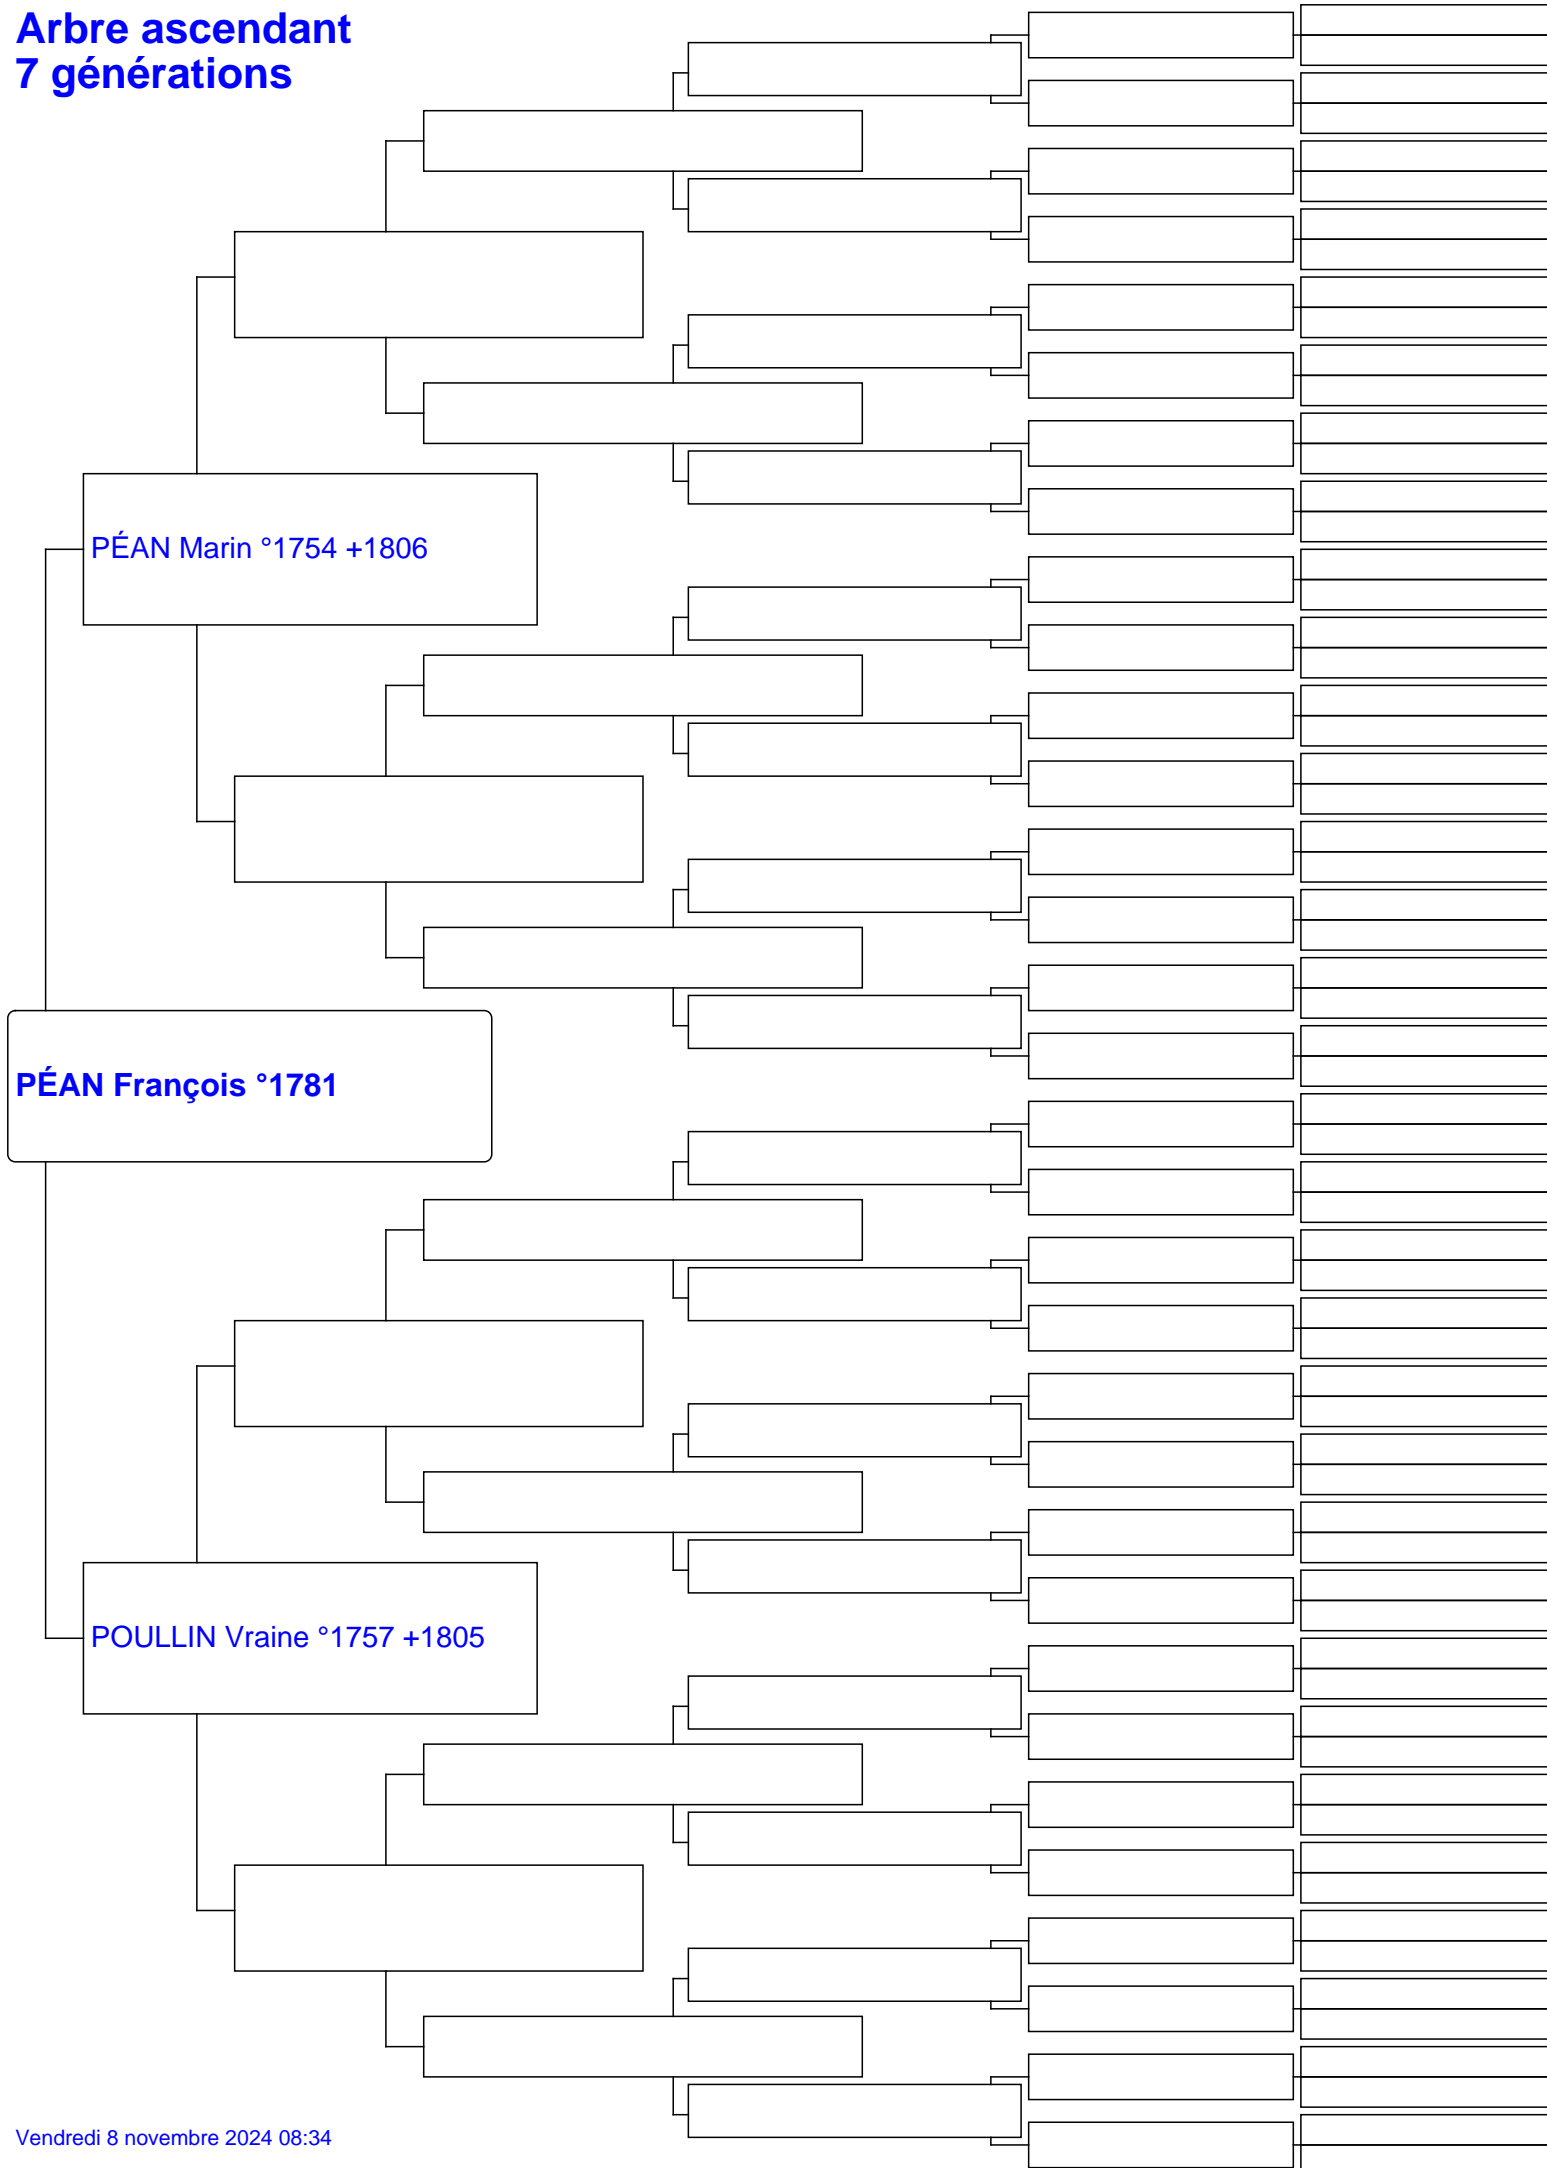 Arbre ascendant
7 générations
PÉAN Marin °1754 +1806
PÉAN François °1781
POULLIN Vraine °1757 +1805
Vendredi 8 novembre 2024 08:34